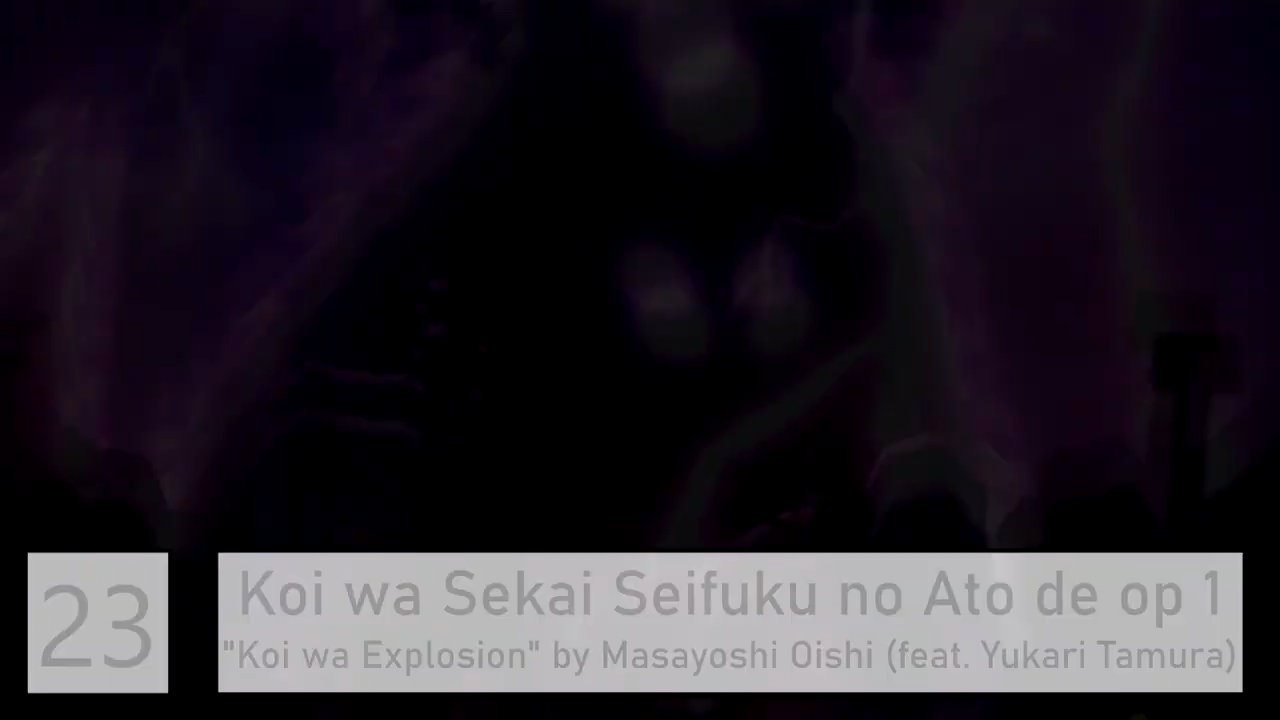 23
Koi wa Sekai Seifuku no Ato de op 1
"Koi wa Explosion" by Masayoshi Oishi (feat. Yukari Tamura)